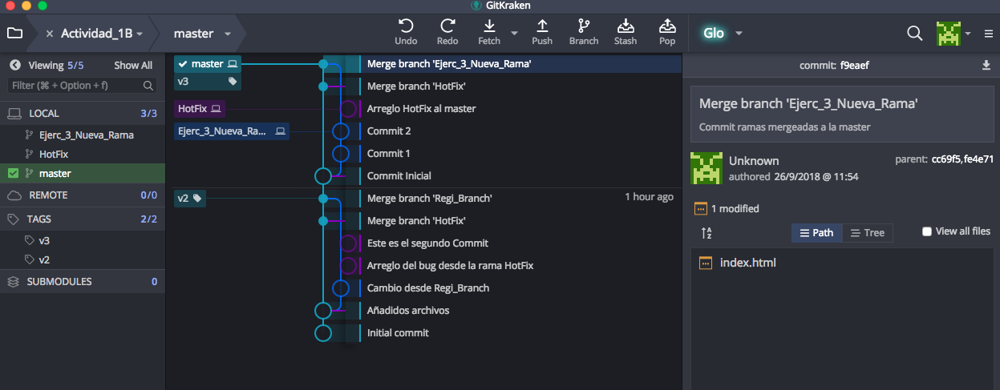 GitKraken
Actividad_1B
master
Undo
Redo
Fetch
Push
Branch
Stash
Pop
Glo
Viewing 5/5 Show All
Filter (⌘ + Option + f)
LOCAL 3/3
Ejerc_3_Nueva_Rama
HotFix
master
REMOTE 0/0
TAGS 2/2
v3
v2
SUBMODULES 0
master Merge branch 'Ejerc_3_Nueva_Rama'
v3 Merge branch 'HotFix'
HotFix Arreglo HotFix al master
Ejerc_3_Nueva_Ra... Commit 2
Commit 1
Commit Inicial
v2 Merge branch 'Regi_Branch' 1 hour ago
Merge branch 'HotFix'
Este es el segundo Commit
Arreglo del bug desde la rama HotFix
Cambio desde Regi_Branch
Añadidos archivos
Initial commit
commit: f9eaef
Merge branch 'Ejerc_3_Nueva_Rama'
Commit ramas mergeadas a la master
Unknown
authored 26/9/2018 @ 11:54
parent: cc69f5,fe4e71
1 modified
A
Z
Path
Tree
View all files
index.html